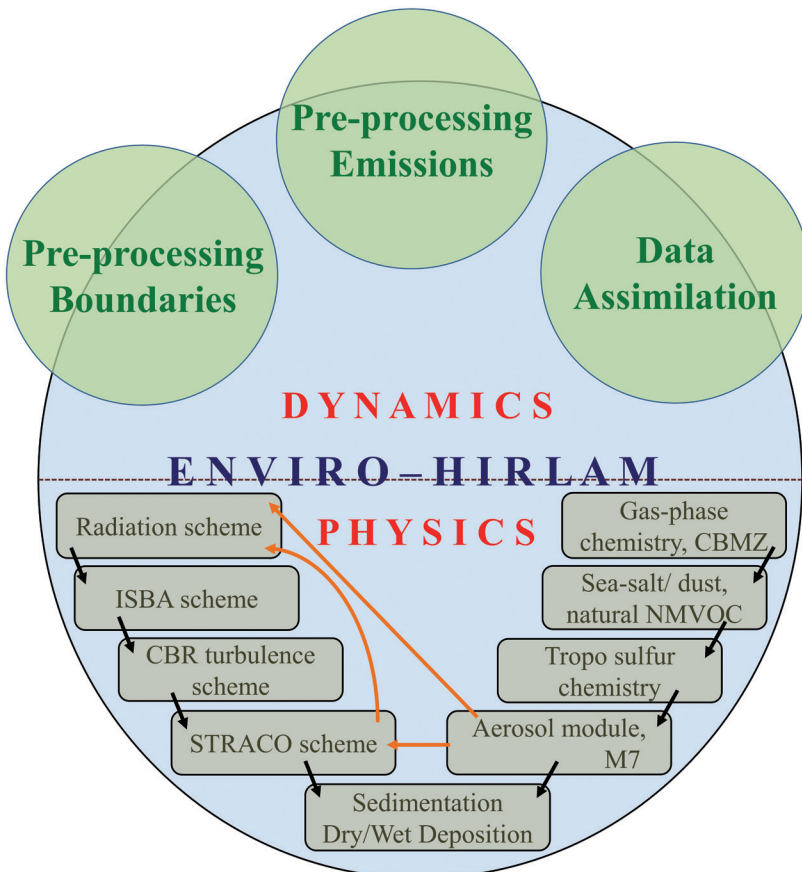 Pre-processing
Emissions
Pre-processing
Boundaries
Data
Assimilation
DYNAMICS
ENVIRO–HIRLAM
PHYSICS
Radiation scheme
ISBA scheme
CBR turbulence
scheme
STRACO scheme
Gas-phase
chemistry, CBMZ
Sea-salt/ dust,
natural NMVOC
Tropo sulfur
chemistry
Aerosol module,
M7
Sedimentation
Dry/Wet Deposition